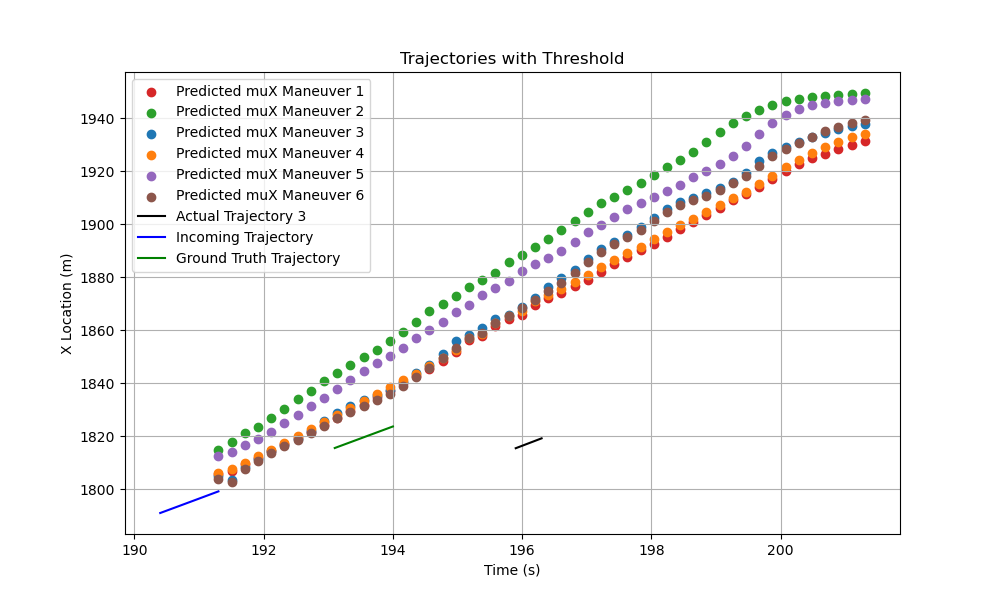 Trajectories with Threshold
Predicted muX Maneuver 1
Predicted muX Maneuver 2
Predicted muX Maneuver 3
Predicted muX Maneuver 4
Predicted muX Maneuver 5
Predicted muX Maneuver 6
Actual Trajectory 3
Incoming Trajectory
Ground Truth Trajectory
X Location (m)
1940
1920
1900
1880
1860
1840
1820
1800
190 192 194 196 198 200
Time (s)